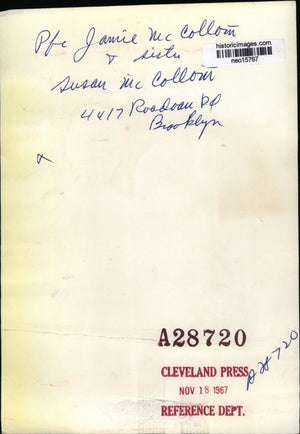 Pfc Jamie Mc Collom
& sister
Susan Mc Collom
4417 Pl
Brooklyn
historicimages.com
neo15767
A28720
CLEVELAND PRESS
NOV 18 1967
REFERENCE DEPT.
A28720